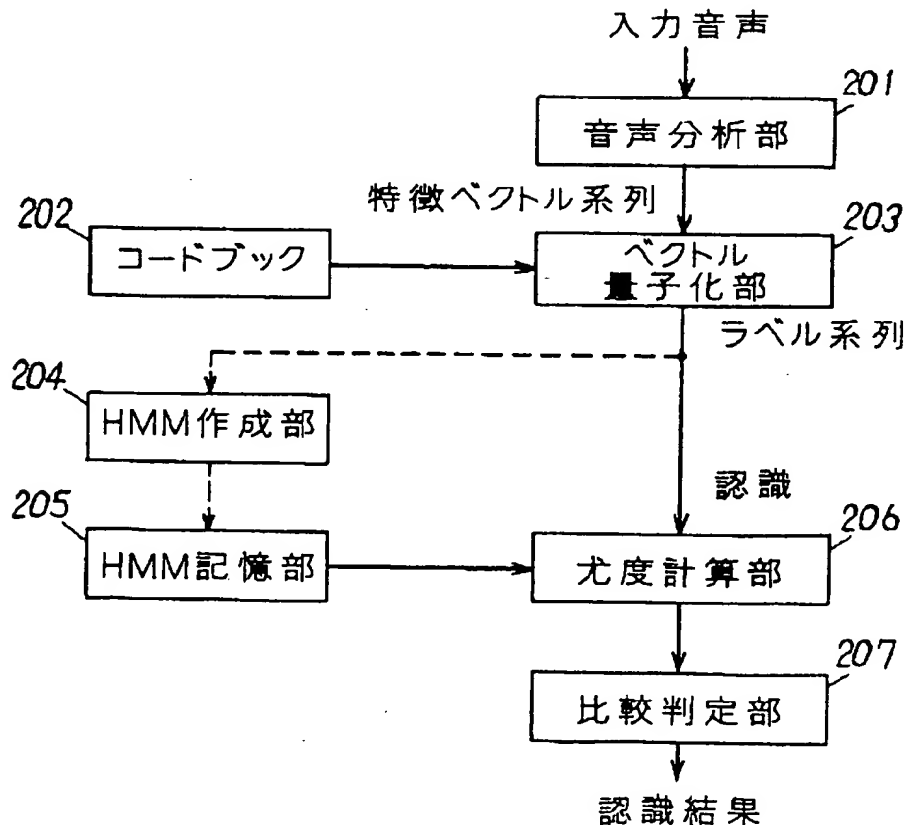 入力音声
201
音声分析部
特徴ベクトル系列
202
コードブック
203
ベクトル
量子化部
ラベル系列
204
HMM作成部
認識
205
HMM記憶部
206
尤度計算部
207
比較判定部
認識結果